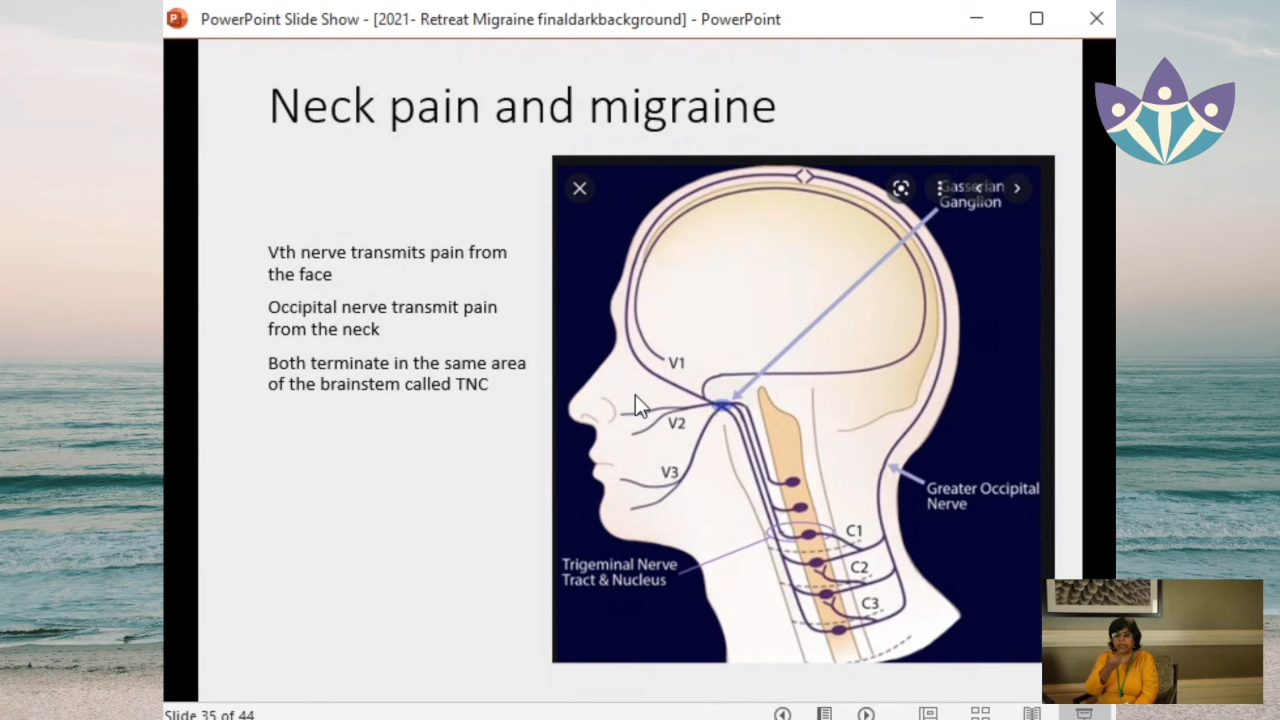 PowerPoint Slide Show - [2021- Retreat Migraine finaldarkbackground] - PowerPoint
Neck pain and migraine
Vth nerve transmits pain from
the face
Occipital nerve transmit pain
from the neck
Both terminate in the same area
of the brainstem called TNC
Gasserian
Ganglion
V1
V2
V3
Greater Occipital
Nerve
C1
Trigeminal Nerve
Tract & Nucleus
C2
C3
Slide 35 of 44